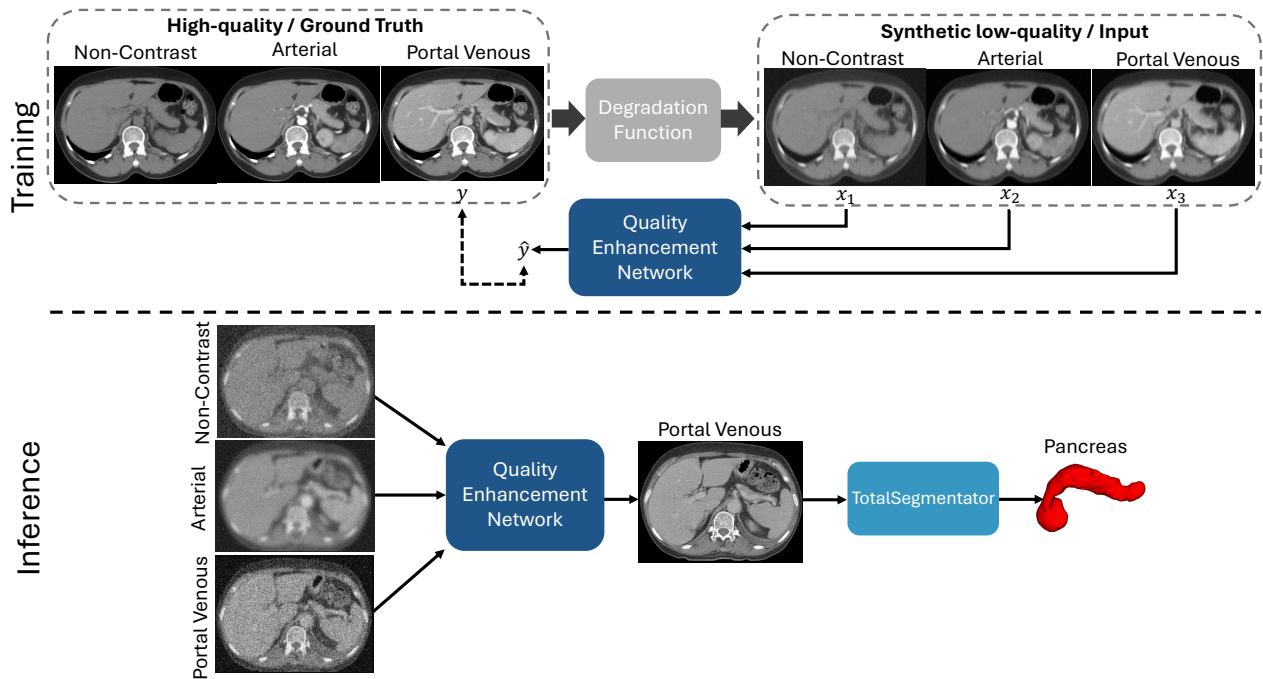 Training
High-quality / Ground Truth
Non-Contrast
Arterial
Portal Venous
y
Degradation
Function
Synthetic low-quality / Input
Non-Contrast
Arterial
Portal Venous
x₁
x₂
x₃
Quality
Enhancement
Network
ŷ
Inference
Non-Contrast
Arterial
Portal Venous
Quality
Enhancement
Network
Portal Venous
TotalSegmentator
Pancreas